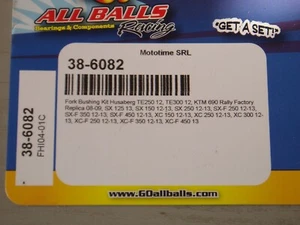 ALL BALLS
Racing
Bearings & Components
"GET A SET!"
Mototime SRL
38-6082
Fork Bushing Kit Husaberg TE250 12, TE300 12, KTM 690 Rally Factory
Replica 08-09, SX 125 13, SX 150 12-13, SX 250 12-13, SX-F 250 12-13,
SX-F 350 12-13, SX-F 450 12-13, XC 150 12-13, XC 250 12-13, XC 300 12-
13, XC-F 250 12-13, XC-F 350 12-13, XC-F 450 13
38-6082
FHI04-01C
www.GOallballs.com